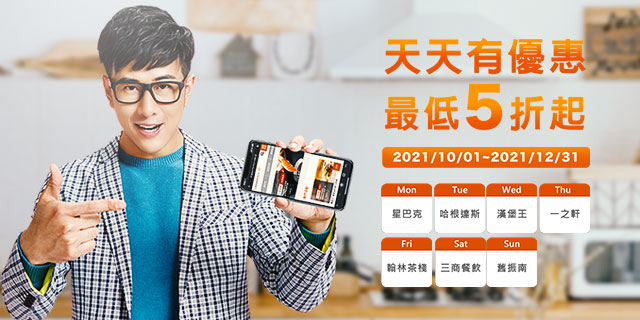 天天有優惠
最低5折起
2021/10/01~2021/12/31
Mon Tue Wed Thu
星巴克 哈根達斯 漢堡王 一之軒
Fri Sat Sun
翰林茶棧 三商餐飲 舊振南